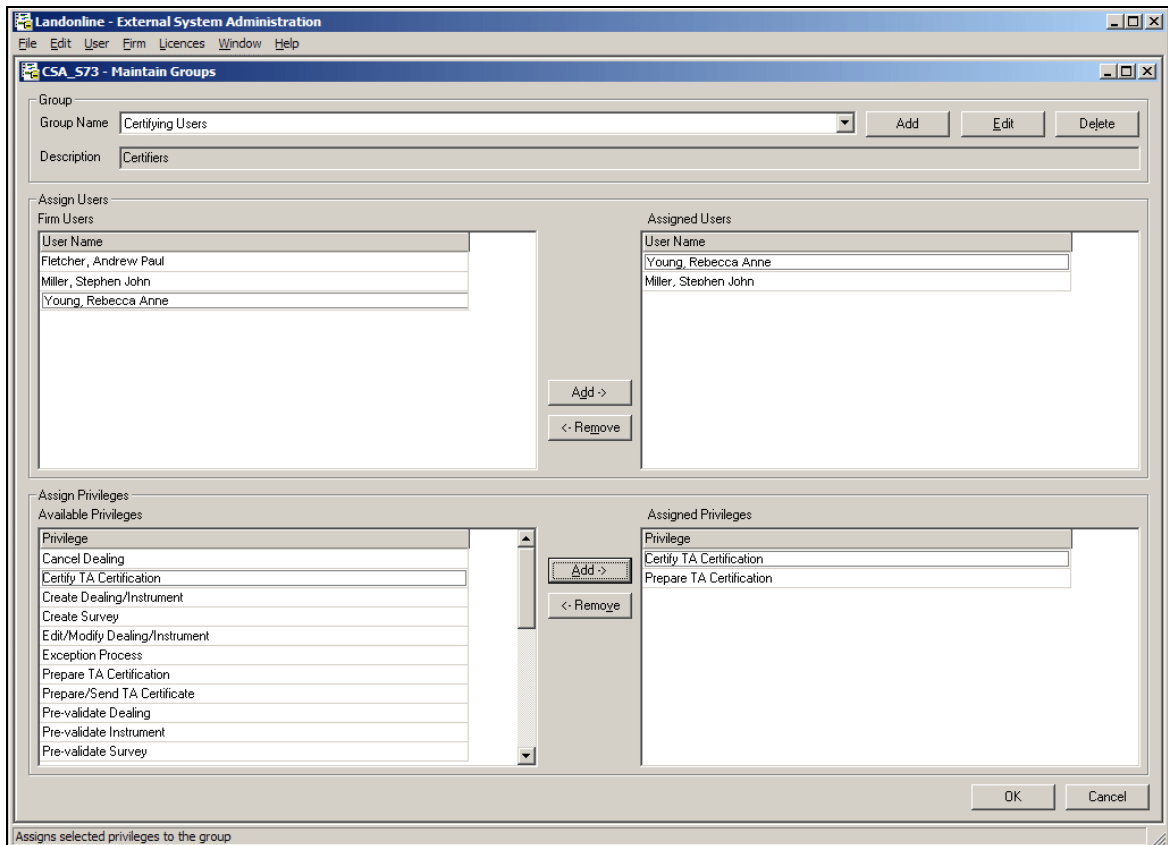 Landonline - External System Administration
File Edit User Firm Licences Window Help
CSA_S73 - Maintain Groups
Group
Group Name Certifying Users Add Edit Delete
Description Certifiers
Assign Users
Firm Users Assigned Users
User Name User Name
Fletcher, Andrew Paul Young, Rebecca Anne
Miller, Stephen John Miller, Stephen John
Young, Rebecca Anne
Add ->
<- Remove
Assign Privileges
Available Privileges Assigned Privileges
Privilege Privilege
Cancel Dealing Certify TA Certification
Certify TA Certification Add -> Prepare TA Certification
Create Dealing/Instrument
Create Survey <- Remove
Edit/Modify Dealing/Instrument
Exception Process
Prepare TA Certification
Prepare/Send TA Certificate
Pre-validate Dealing
Pre-validate Instrument
Pre-validate Survey
OK Cancel
Assigns selected privileges to the group